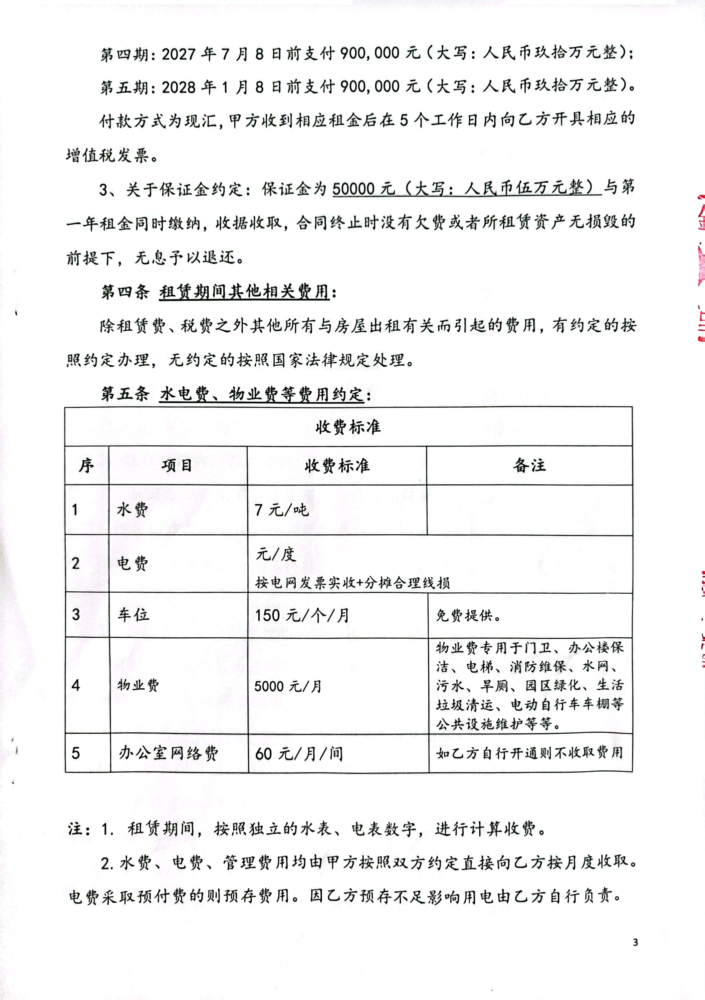 第四期：2027 年 7 月 8 日前支付 900,000 元（大写：人民币玖拾万元整）；
第五期：2028 年 1 月 8 日前支付 900,000 元（大写：人民币玖拾万元整）。
付款方式为现汇，甲方收到相应租金后在 5 个工作日内向乙方开具相应的
增值税发票。
3、关于保证金约定：保证金为 50000 元（大写：人民币伍万元整）与第
一年租金同时缴纳，收据收取，合同终止时没有欠费或者所租赁资产无损毁的
前提下，无息予以退还。
第四条 租赁期间其他相关费用：
除租赁费、税费之外其他所有与房屋出租有关而引起的费用，有约定的按
照约定办理，无约定的按照国家法律规定处理。
第五条 水电费、物业费等费用约定：
收费标准
序 项目 收费标准 备注
1 水费 7 元/吨
2 电费 元/度
按电网发票实收+分摊合理线损
3 车位 150 元/个/月 免费提供。
4 物业费 5000 元/月 物业费专用于门卫、办公楼保
洁、电梯、消防维保、水网、
污水、旱厕、园区绿化、生活
垃圾清运、电动自行车车棚等
公共设施维护等等。
5 办公室网络费 60 元/月/间 如乙方自行开通则不收取费用
注：1. 租赁期间，按照独立的水表、电表数字，进行计算收费。
2. 水费、电费、管理费用均由甲方按照双方约定直接向乙方按月度收取。
电费采取预付费的则预存费用。因乙方预存不足影响用电由乙方自行负责。
3